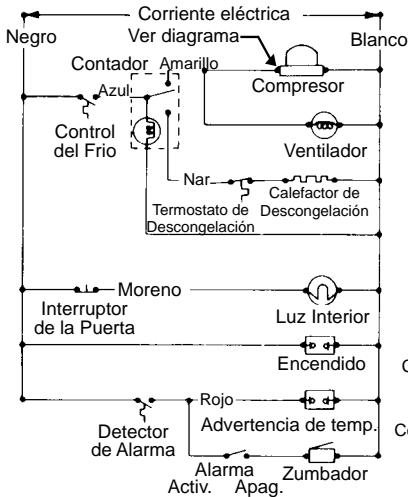 Corriente eléctrica
Negro
Ver diagrama
Blanco
Contador
Amarillo
Compresor
Azul
Control
del Frio
Ventilador
Nar
Termostato de
Descongelación
Calefactor de
Descongelación
Moreno
Interruptor
de la Puerta
Luz Interior
Encendido
Rojo
Detector
de Alarma
Advertencia de temp.
Alarma
Activ. Apag.
Zumbador